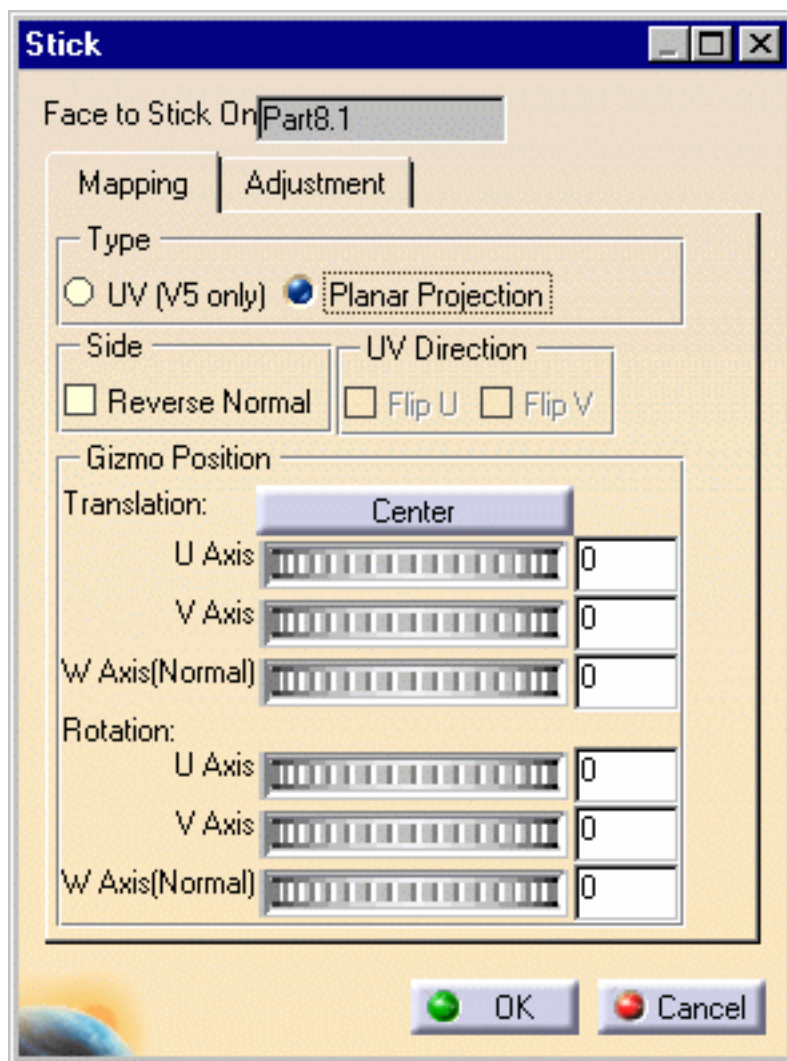 Stick
Face to Stick On Part8.1
Mapping Adjustment
Type
UV (V5 only) Planar Projection
Side UV Direction
Reverse Normal Flip U Flip V
Gizmo Position
Translation: Center
U Axis 0
V Axis 0
W Axis(Normal) 0
Rotation:
U Axis 0
V Axis 0
W Axis(Normal) 0
OK Cancel